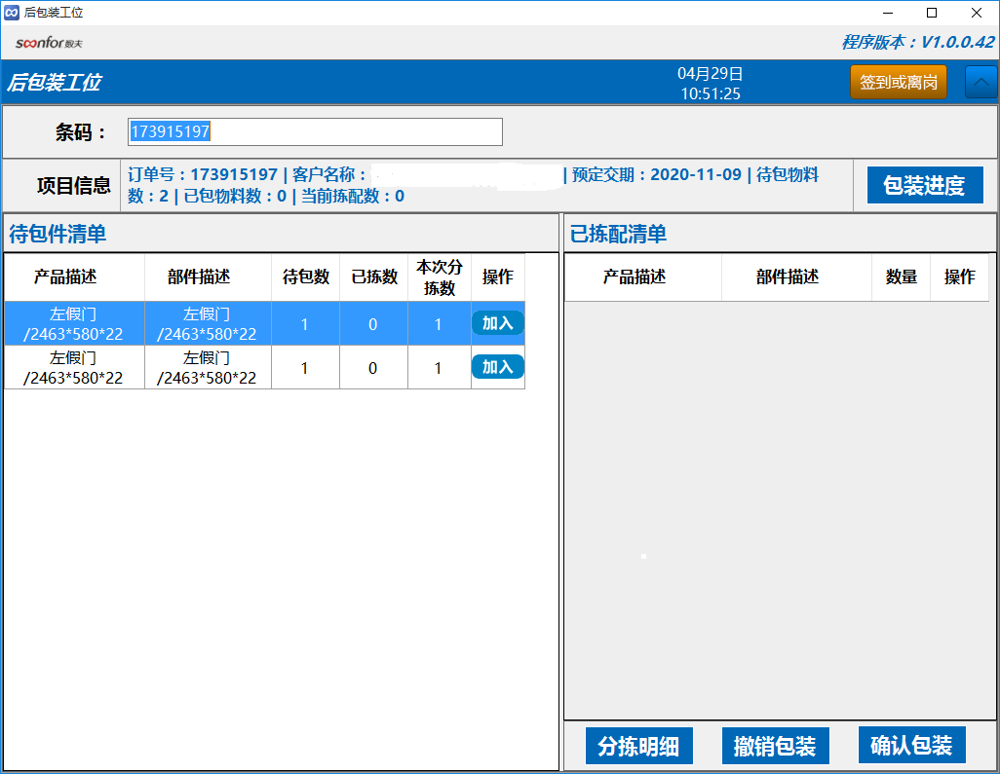 后包装工位
soonfor数夫
程序版本：V1.0.0.42
后包装工位
04月29日
10:51:25
签到或离岗
条码：
173915197
项目信息
订单号：173915197 | 客户名称：
| 预定交期：2020-11-09 | 待包物料
数：2 | 已包物料数：0 | 当前拣配数：0
包装进度
待包件清单
产品描述 部件描述 待包数 已拣数 本次分拣数 操作
左假门/2463*580*22 左假门/2463*580*22 1 0 1 加入
左假门/2463*580*22 左假门/2463*580*22 1 0 1 加入
已拣配清单
产品描述 部件描述 数量 操作
分拣明细 撤销包装 确认包装